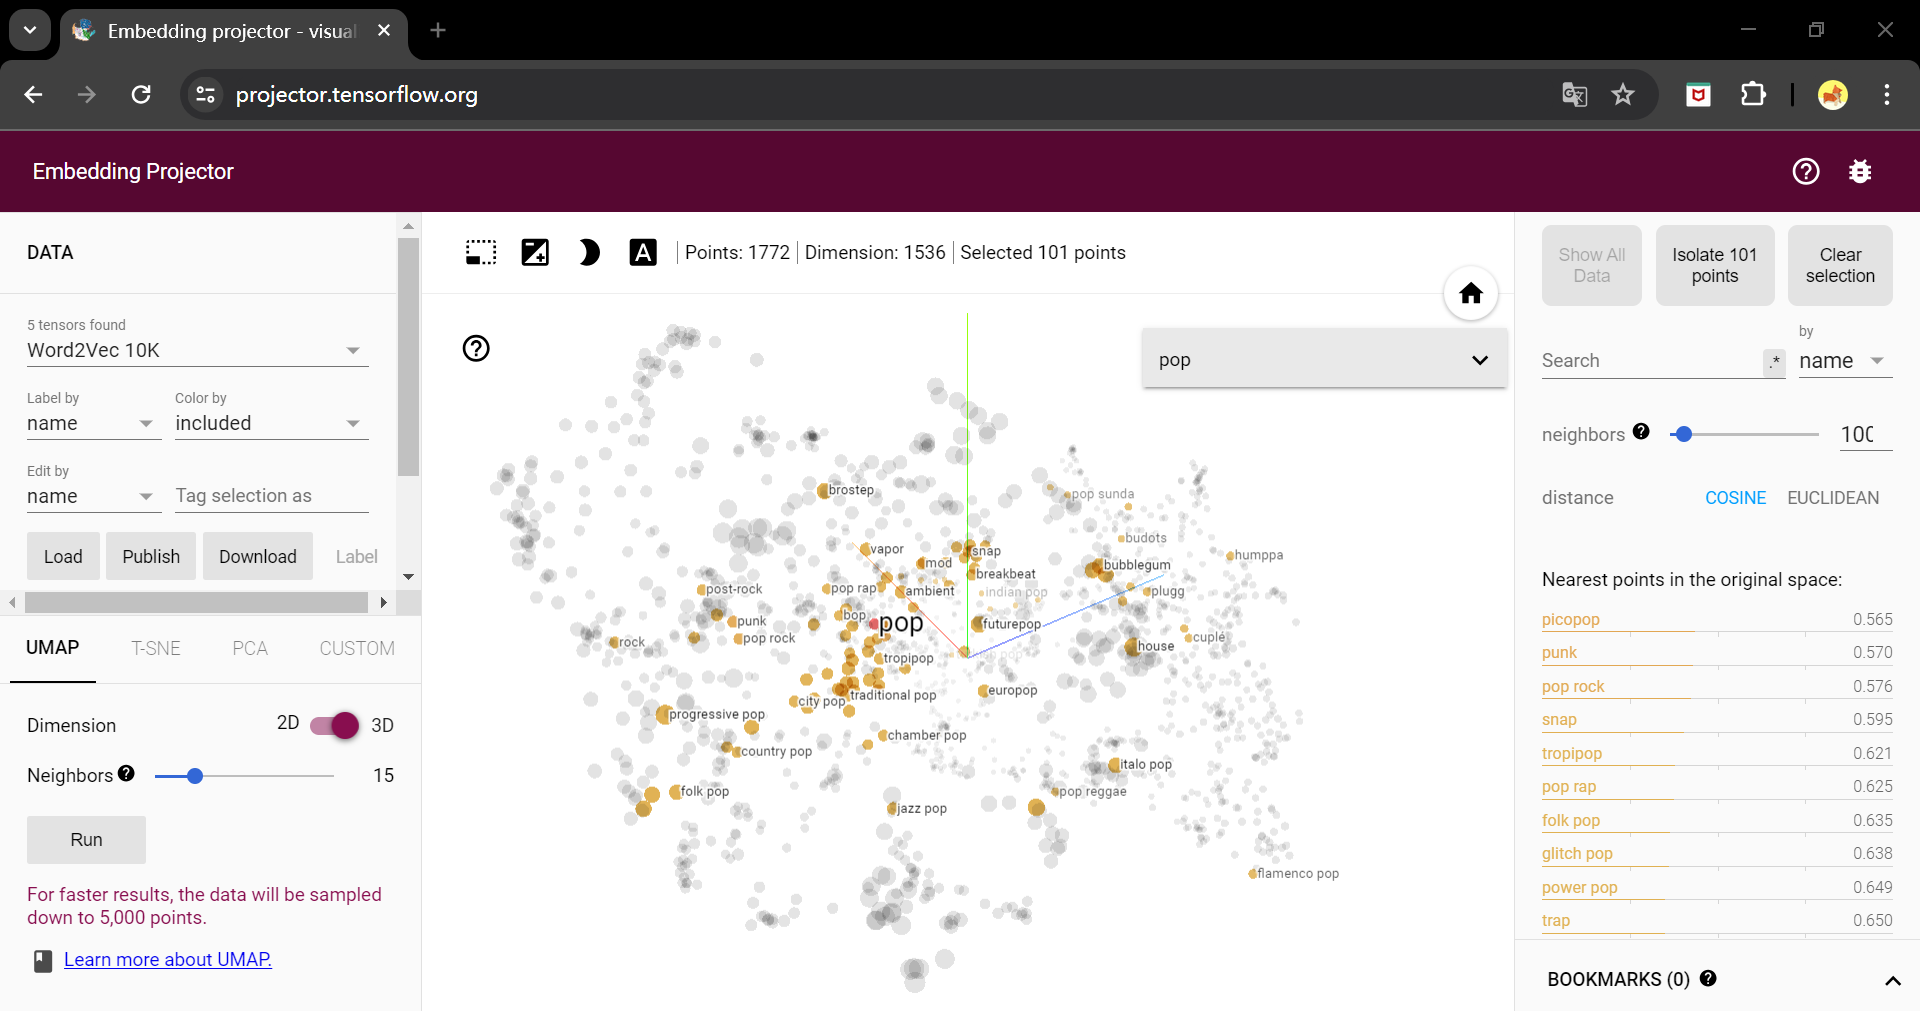 Embedding projector - visual
projector.tensorflow.org
Embedding Projector
DATA
5 tensors found
Word2Vec 10K
Label by
Color by
name
included
Edit by
name
Tag selection as
Load
Publish
Download
Label
UMAP
T-SNE
PCA
CUSTOM
Dimension
2D
3D
Neighbors
15
Run
For faster results, the data will be sampled
down to 5,000 points.
Learn more about UMAP.
A
Points: 1772
Dimension: 1536
Selected 101 points
pop
brostep
pop sunda
vapor
snap
budots
mod
breakbeat
bubblegum
humppa
post-rock
pop rap
ambient
indian pop
plugg
bop
punk
pop
futurepop
rock
pop rock
cuplé
house
tropipop
traditional pop
europop
city pop
progressive pop
chamber pop
country pop
italo pop
folk pop
pop reggae
jazz pop
flamenco pop
Show All
Data
Isolate 101
points
Clear
selection
by
Search
.*
name
neighbors
100
distance
COSINE
EUCLIDEAN
Nearest points in the original space:
picopop 0.565
punk 0.570
pop rock 0.576
snap 0.595
tropipop 0.621
pop rap 0.625
folk pop 0.635
glitch pop 0.638
power pop 0.649
trap 0.650
BOOKMARKS (0)